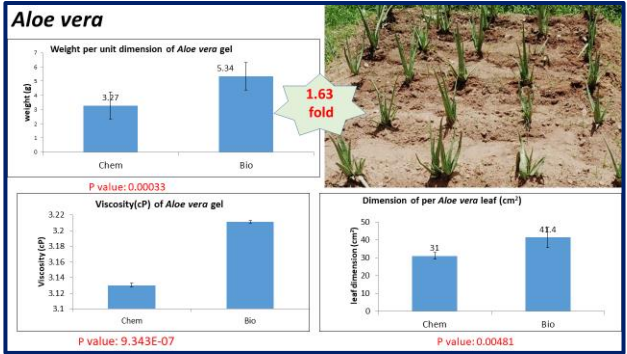 Aloe vera
Weight per unit dimension of Aloe vera gel
weight (g)
7
6
5
4
3
2
1
0
3.27
5.34
Chem Bio
P value: 0.00033
1.63
fold
Viscosity(cP) of Aloe vera gel
Viscosity (cP)
3.22
3.2
3.18
3.16
3.14
3.12
3.1
Chem Bio
P value: 9.343E-07
Dimension of per Aloe vera leaf (cm²)
leaf dimension (cm²)
50
40
30
20
10
0
31
41.4
Chem Bio
P value: 0.00481